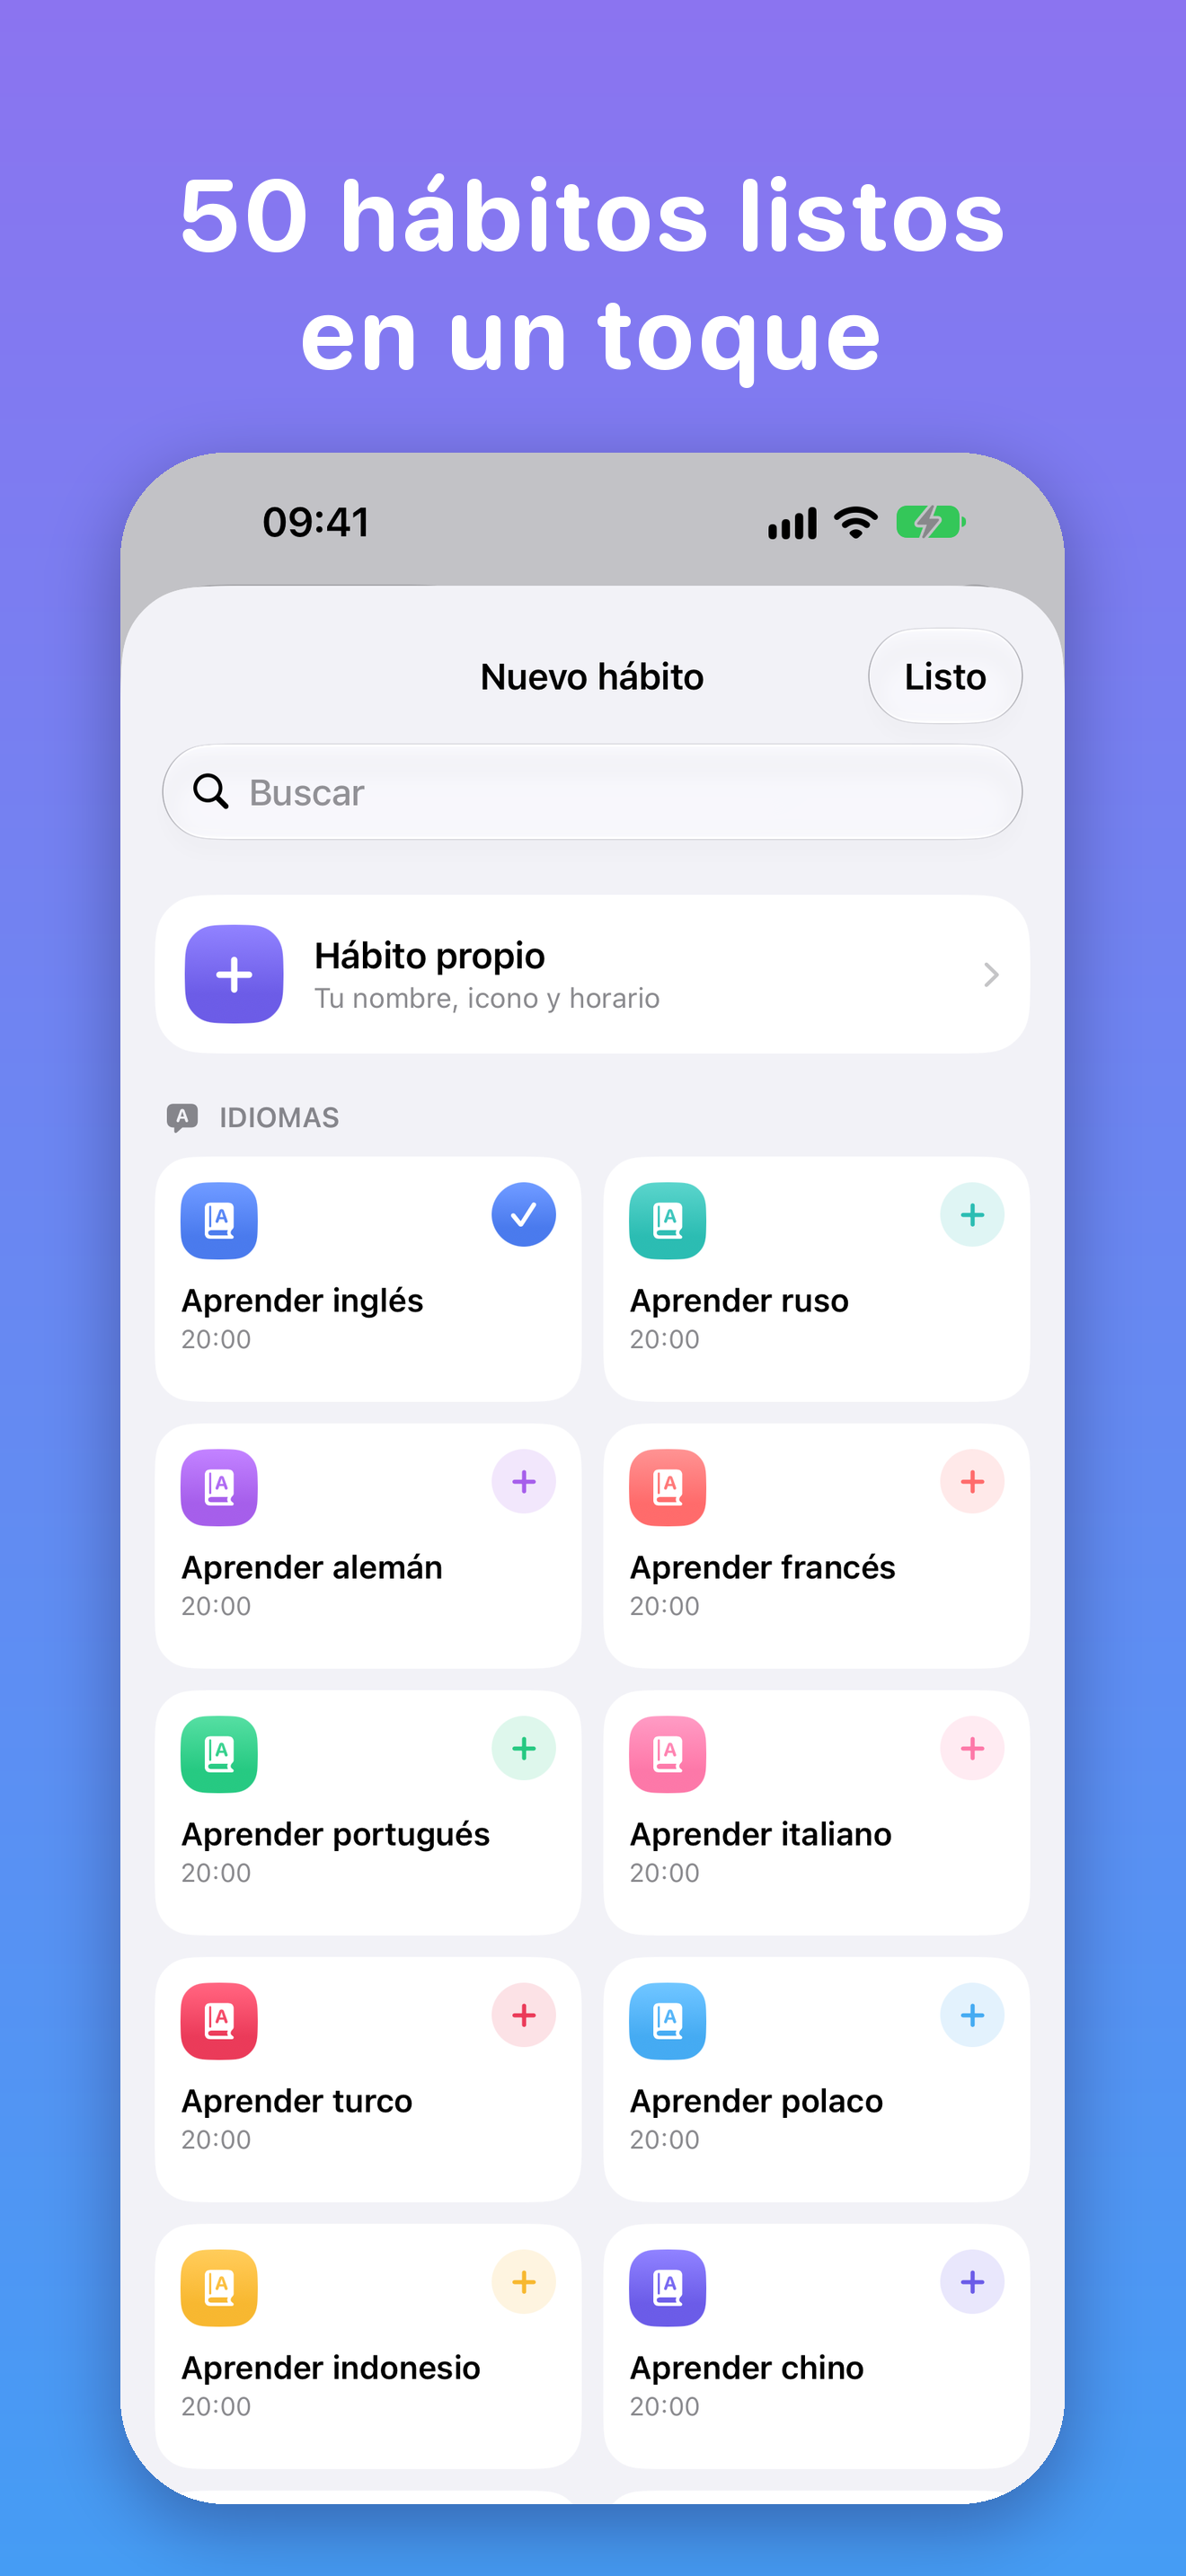 50 hábitos listos
en un toque
09:41
Nuevo hábito
Listo
Buscar
Hábito propio
Tu nombre, icono y horario
A IDIOMAS
A
Aprender inglés
20:00
A
Aprender ruso
20:00
A
Aprender alemán
20:00
A
Aprender francés
20:00
A
Aprender portugués
20:00
A
Aprender italiano
20:00
A
Aprender turco
20:00
A
Aprender polaco
20:00
A
Aprender indonesio
20:00
A
Aprender chino
20:00